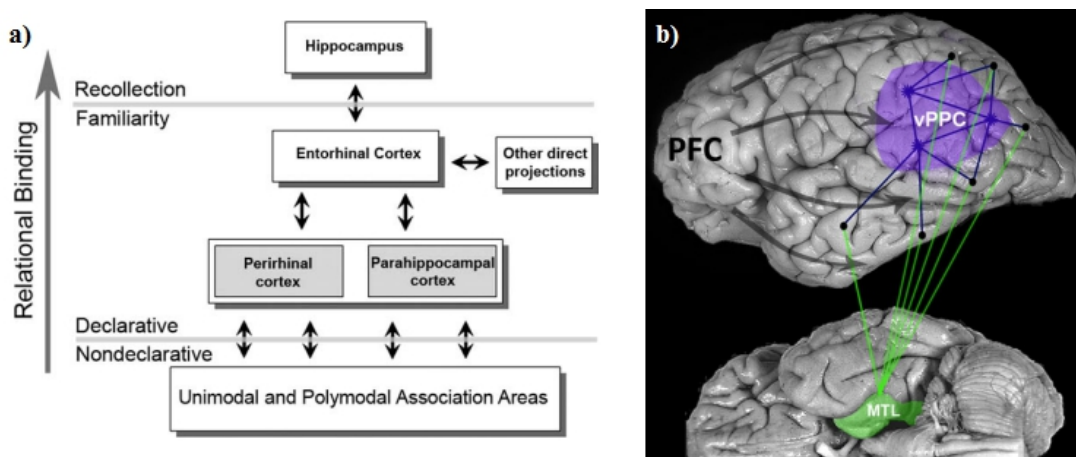 a)
Hippocampus
Recollection
Familiarity
Entorhinal Cortex
Other direct
projections
Perirhinal
cortex
Parahippocampal
cortex
Declarative
Nondeclarative
Unimodal and Polymodal Association Areas
Relational Binding
b)
PFC
vPPC
MTL